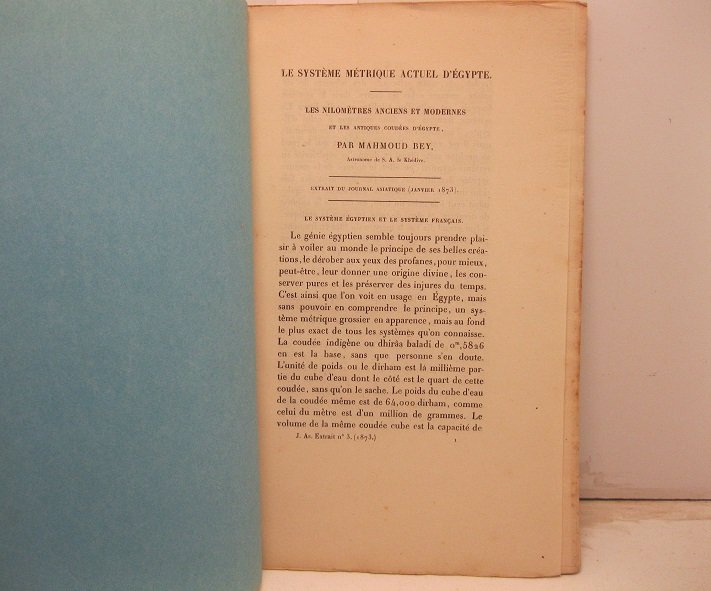 LE SYSTÈME MÉTRIQUE ACTUEL D'ÉGYPTE.
LES NILOMÈTRES ANCIENS ET MODERNES
ET LES ANTIQUES COUDÉES D'ÉGYPTE,
PAR MAHMOUD BEY,
Astronome de S. A. le Khédive.
EXTRAIT DU JOURNAL ASIATIQUE (JANVIER 1873).
LE SYSTÈME ÉGYPTIEN ET LE SYSTÈME FRANÇAIS.
Le génie égyptien semble toujours prendre plai-
sir à voiler au monde le principe de ses belles créa-
tions, le dérober aux yeux des profanes, pour mieux,
peut-être, leur donner une origine divine, les con-
server pures et les préserver des injures du temps.
C'est ainsi que l'on voit en usage en Égypte, mais
sans pouvoir en comprendre le principe, un sys-
tème métrique grossier en apparence, mais au fond
le plus exact de tous les systèmes qu'on connaisse.
La coudée indigène ou dhirâa baladi de 0m,5826
en est la base, sans que personne s'en doute.
L'unité de poids ou le dirham est la millième par-
tie du cube d'eau dont le côté est le quart de cette
coudée, sans qu'on le sache. Le poids du cube d'eau
de la coudée même est de 64,000 dirham, comme
celui du mètre est d'un million de grammes. Le
volume de la même coudée cube est la capacité de
J. As. Extrait n° 3. (1873.) 1